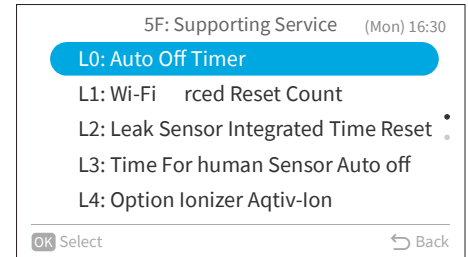 5F: Supporting Service (Mon) 16:30
L0: Auto Off Timer
L1: Wi-Fi rced Reset Count
L2: Leak Sensor Integrated Time Reset
L3: Time For human Sensor Auto off
L4: Option Ionizer Aqtiv-Ion
OK Select Back